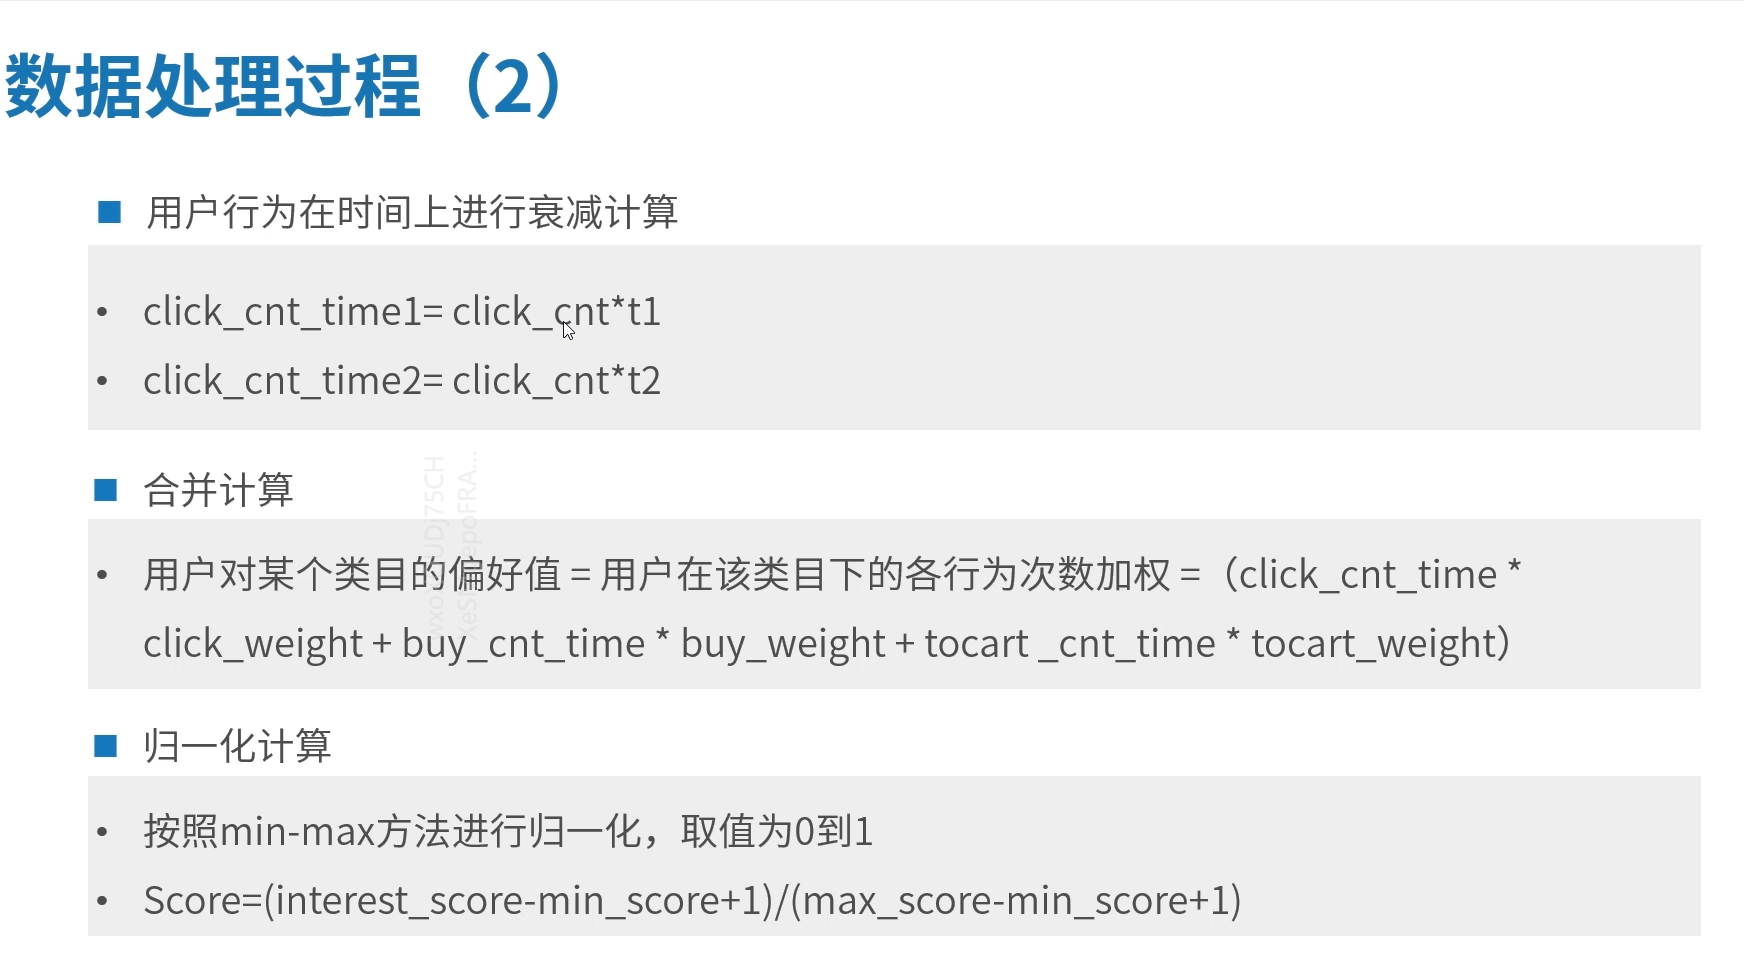 数据处理过程（2）
用户行为在时间上进行衰减计算
• click_cnt_time1= click_cnt*t1
• click_cnt_time2= click_cnt*t2
合并计算
• 用户对某个类目的偏好值 = 用户在该类目下的各行为次数加权 =（click_cnt_time *
click_weight + buy_cnt_time * buy_weight + tocart _cnt_time * tocart_weight）
归一化计算
• 按照min-max方法进行归一化，取值为0到1
• Score=(interest_score-min_score+1)/(max_score-min_score+1)